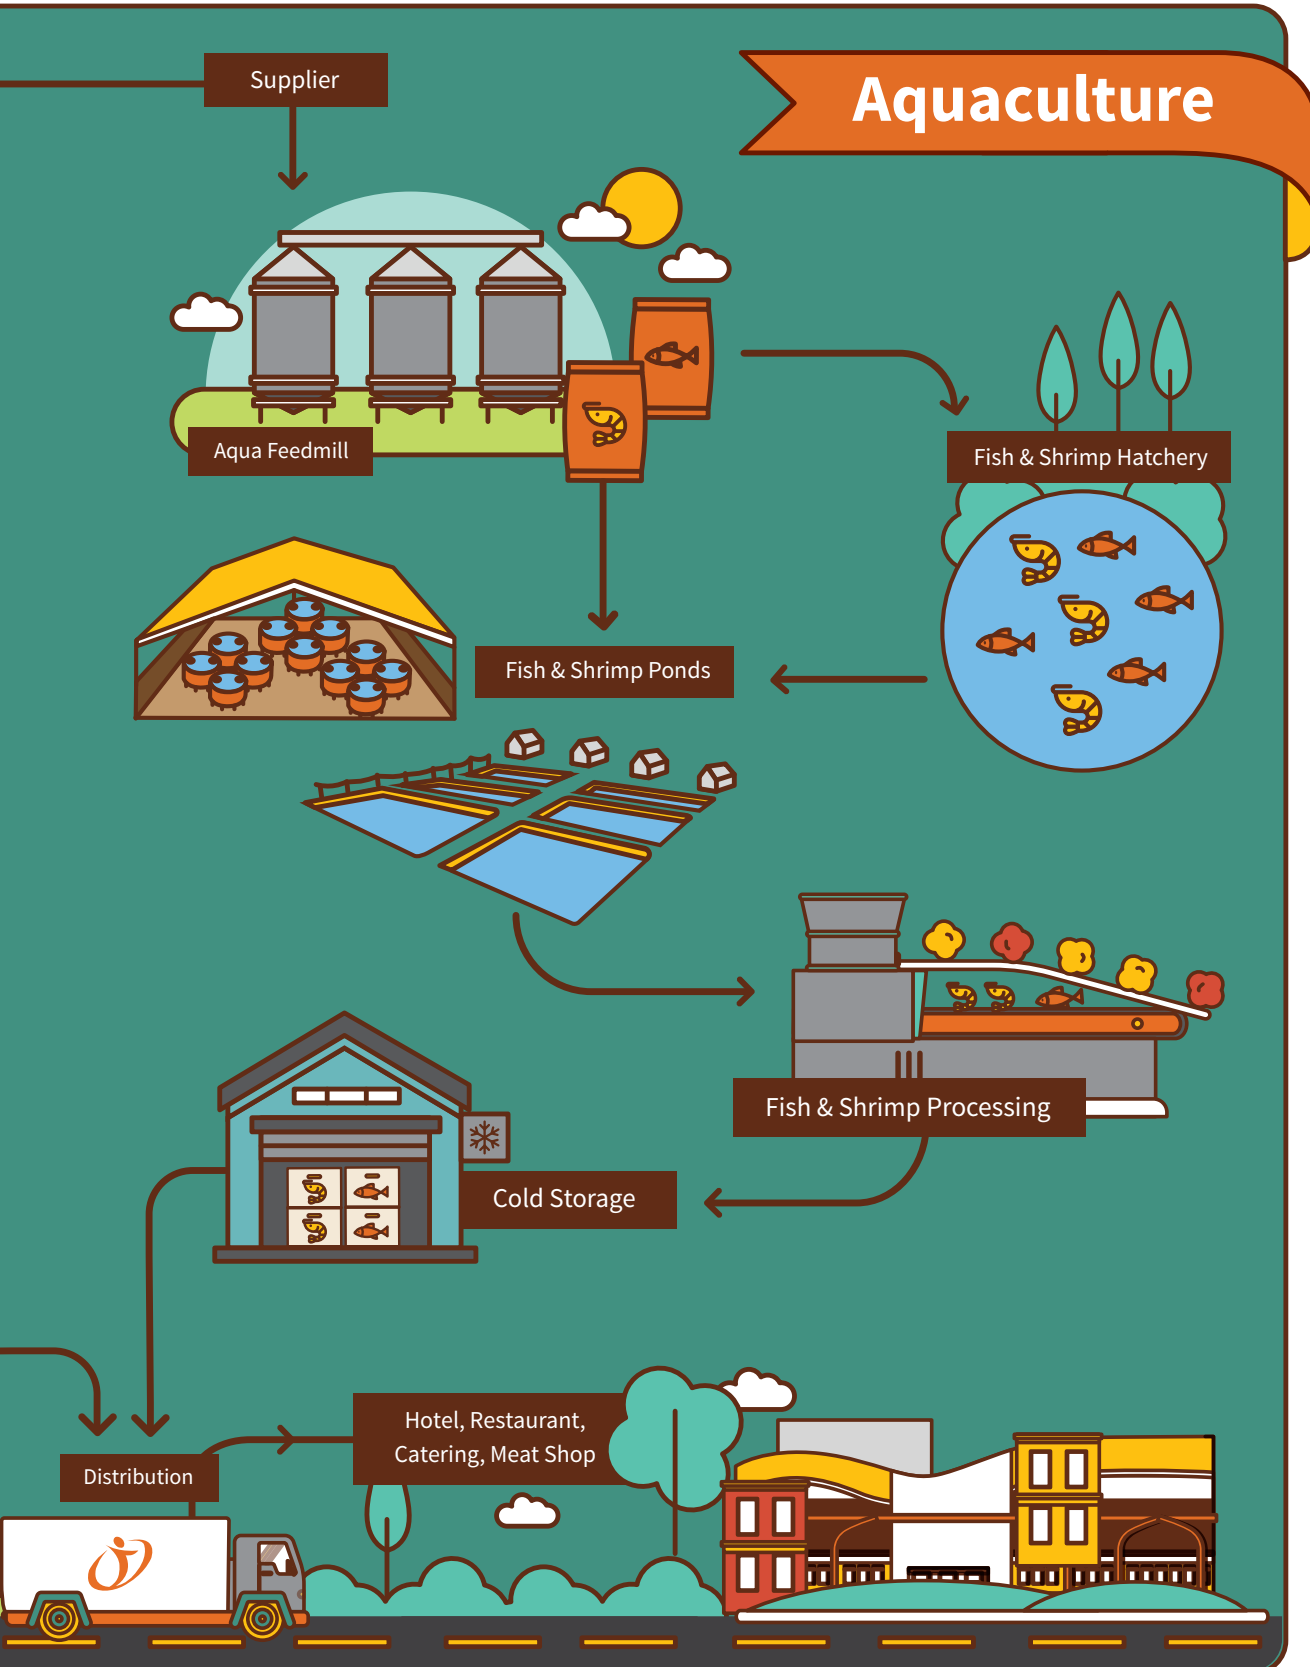 Supplier
Aquaculture
Aqua Feedmill
Fish & Shrimp Hatchery
Fish & Shrimp Ponds
Fish & Shrimp Processing
Cold Storage
Hotel, Restaurant,
Catering, Meat Shop
Distribution